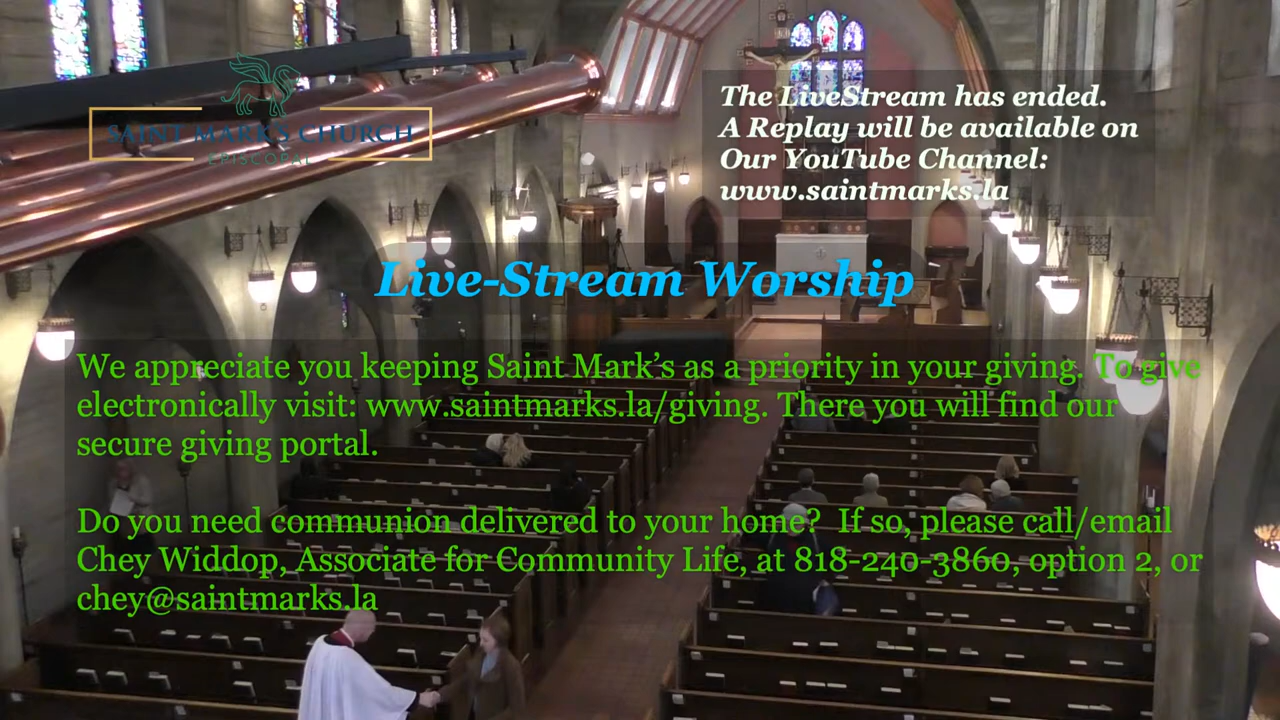 SAINT MARK'S CHURCH
EPISCOPAL
The LiveStream has ended.
A Replay will be available on
Our YouTube Channel:
www.saintmarks.la
Live-Stream Worship
We appreciate you keeping Saint Mark’s as a priority in your giving. To give
electronically visit: www.saintmarks.la/giving. There you will find our
secure giving portal.
Do you need communion delivered to your home?  If so, please call/email
Chey Widdop, Associate for Community Life, at 818-240-3860, option 2, or
chey@saintmarks.la